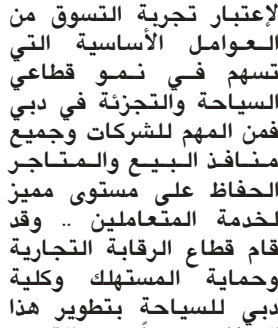 لإعتبار تجربة التسوق من
العوامل الأساسية التي
تسهم في نمو قطاعي
السياحة والتجزئة في دبي
فمن المهم للشركات وجميع
منافذ البيع والمتاجر
الحفاظ على مستوى مميز
لخدمة المتعاملين .. وقد
قام قطاع الرقابة التجارية
وحماية المستهلك وكلية
دبي للسياحة بتطوير هذا